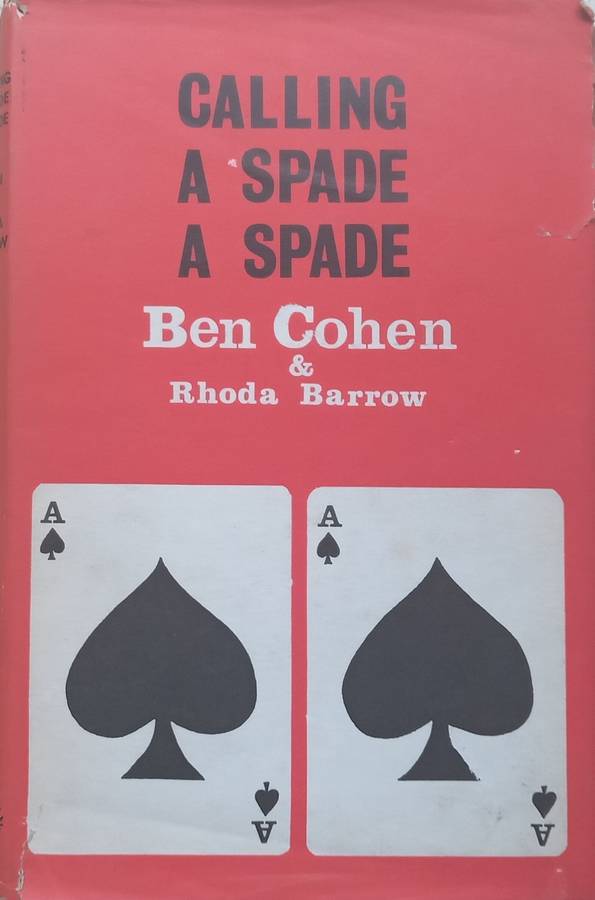 CALLING
A SPADE
A SPADE
Ben Cohen
&
Rhoda Barrow
A
A
A
A